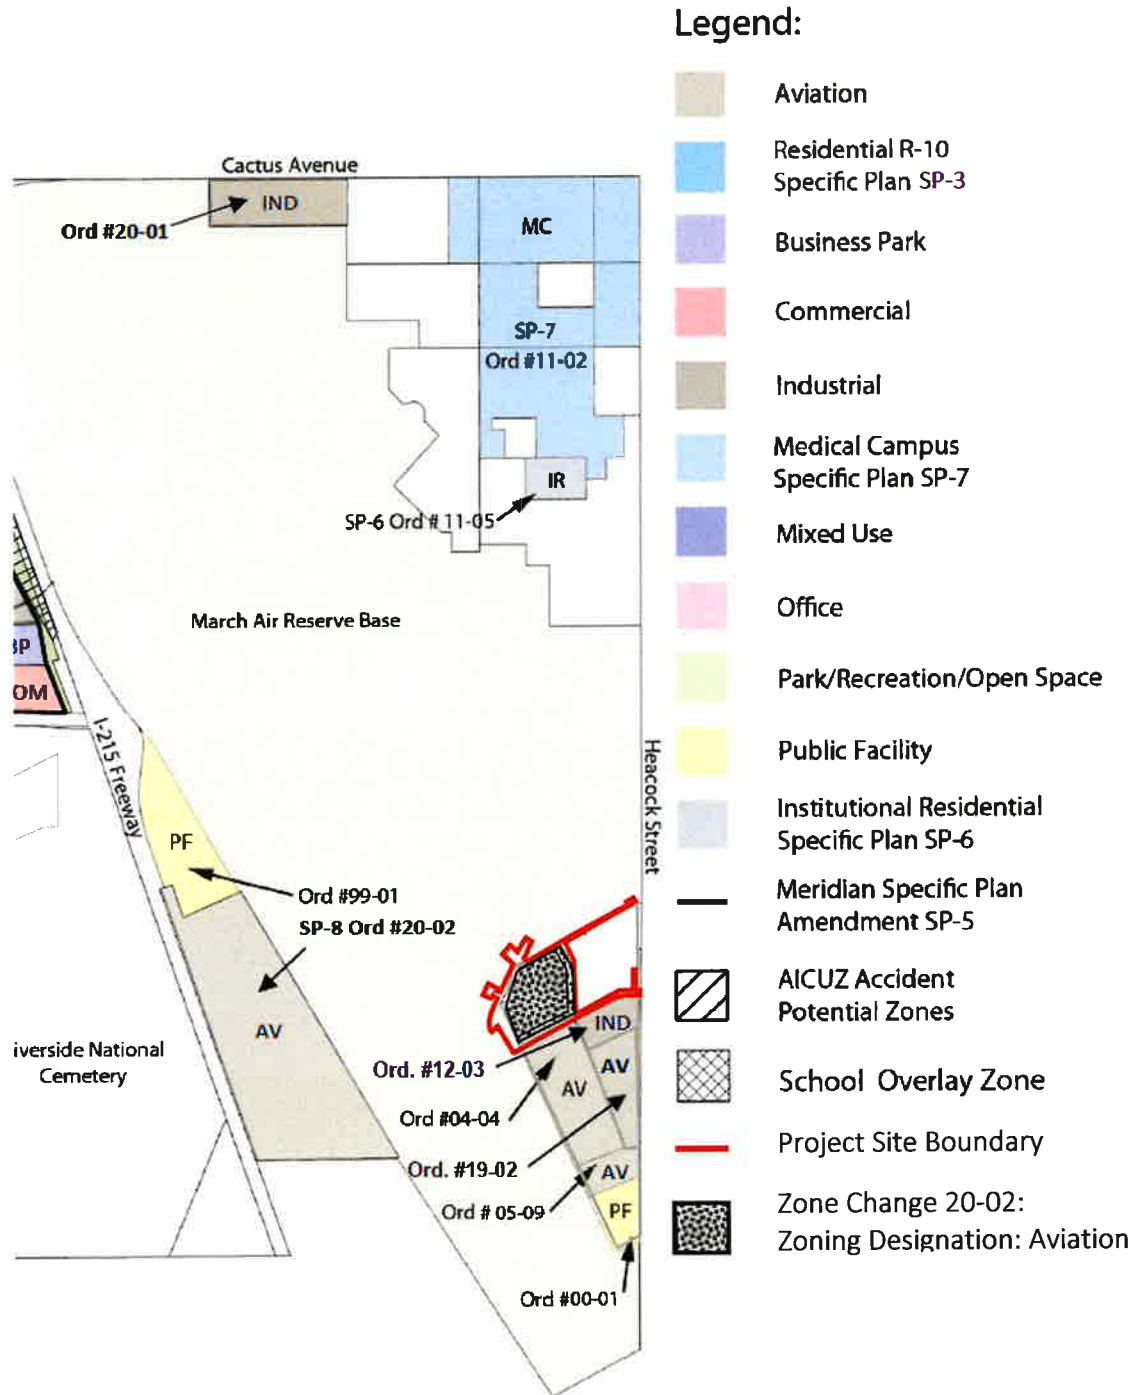 Legend:
Aviation
Residential R-10
Specific Plan SP-3
Business Park
Commercial
Industrial
Medical Campus
Specific Plan SP-7
Mixed Use
Office
Park/Recreation/Open Space
Public Facility
Institutional Residential
Specific Plan SP-6
Meridian Specific Plan
Amendment SP-5
AICUZ Accident
Potential Zones
School Overlay Zone
Project Site Boundary
Zone Change 20-02:
Zoning Designation: Aviation
Cactus Avenue
IND
Ord #20-01
MC
SP-7
Ord #11-02
IR
SP-6 Ord # 11-05
March Air Reserve Base
BP
OM
I-215 Freeway
Heacock Street
PF
Ord #99-01
SP-8 Ord #20-02
AV
iverside National
Cemetery
IND
Ord. #12-03
AV
AV
Ord #04-04
Ord. #19-02
AV
Ord # 05-09
PF
Ord #00-01